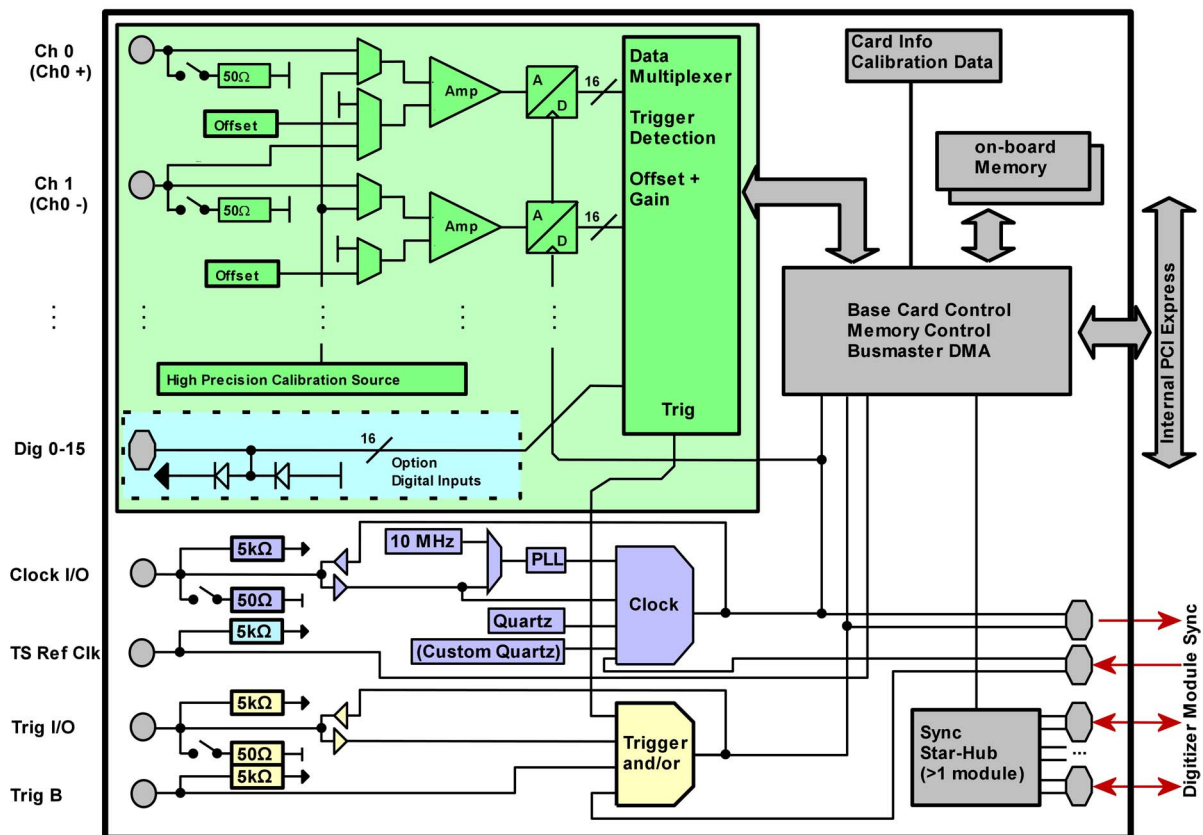 Ch 0
(Ch0 +)
50Ω
Offset
Amp
A
D
16
Ch 1
(Ch0 -)
50Ω
Offset
Amp
A
D
16
Data
Multiplexer
Trigger
Detection
Offset +
Gain
Trig
High Precision Calibration Source
Dig 0-15
16
Option
Digital Inputs
Card Info
Calibration Data
on-board
Memory
Base Card Control
Memory Control
Busmaster DMA
Internal PCI Express
Clock I/O
5kΩ
50Ω
10 MHz
PLL
Clock
Quartz
(Custom Quartz)
TS Ref Clk
5kΩ
Trig I/O
5kΩ
50Ω
Trigger
and/or
Trig B
5kΩ
Sync
Star-Hub
(>1 module)
...
Digitizer Module Sync